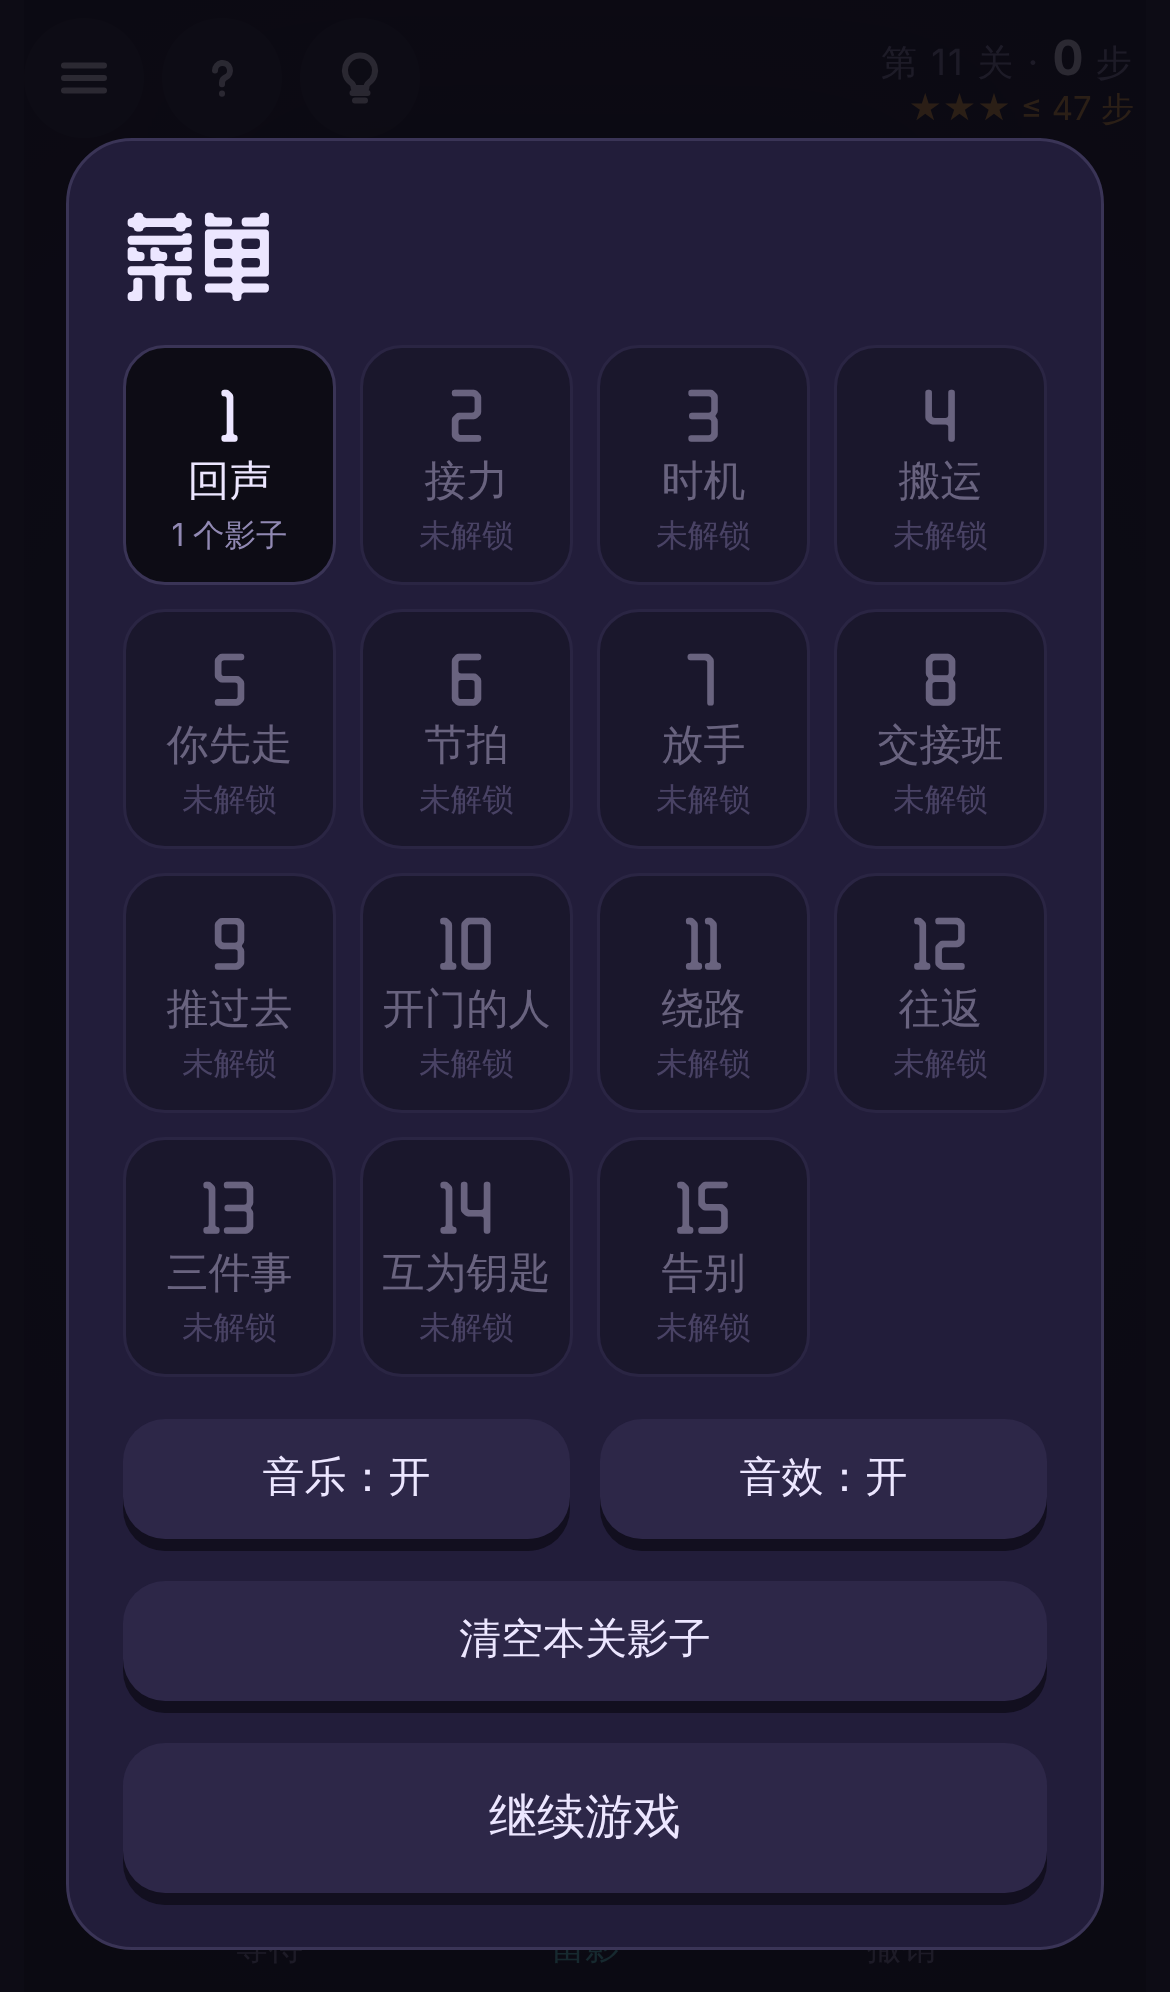 ?
第 11 关 · 0 步
★★★ ≤ 47 步
菜单
1
回声
1 个影子
2
接力
未解锁
3
时机
未解锁
4
搬运
未解锁
5
你先走
未解锁
6
节拍
未解锁
7
放手
未解锁
8
交接班
未解锁
9
推过去
未解锁
10
开门的人
未解锁
11
绕路
未解锁
12
往返
未解锁
13
三件事
未解锁
14
互为钥匙
未解锁
15
告别
未解锁
音乐：开
音效：开
清空本关影子
继续游戏
等待
留影
撤销